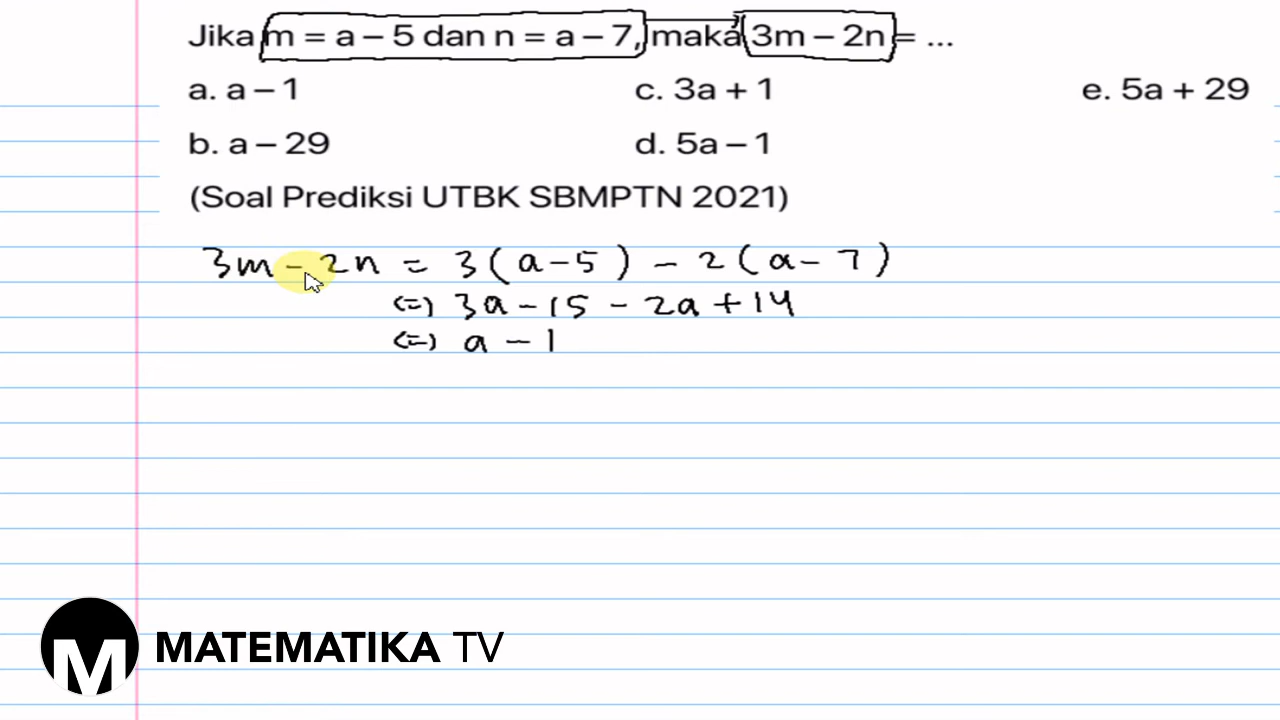 Jika m = a – 5 dan n = a – 7, maka 3m – 2n = ...
a. a – 1 c. 3a + 1 e. 5a + 29
b. a – 29 d. 5a – 1
(Soal Prediksi UTBK SBMPTN 2021)
3m - 2n = 3(a-5) - 2(a-7)
(=) 3a - 15 - 2a + 14
(=) a - 1
M MATEMATIKA TV